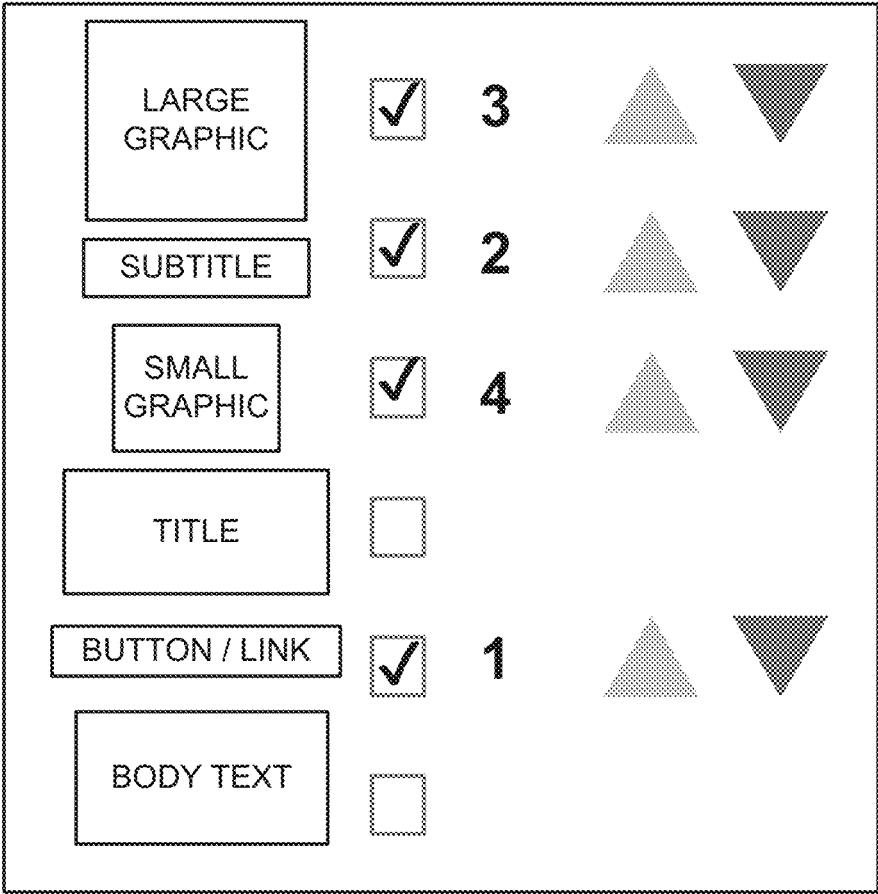 LARGE
GRAPHIC
3
SUBTITLE
2
SMALL
GRAPHIC
4
TITLE
BUTTON / LINK
1
BODY TEXT